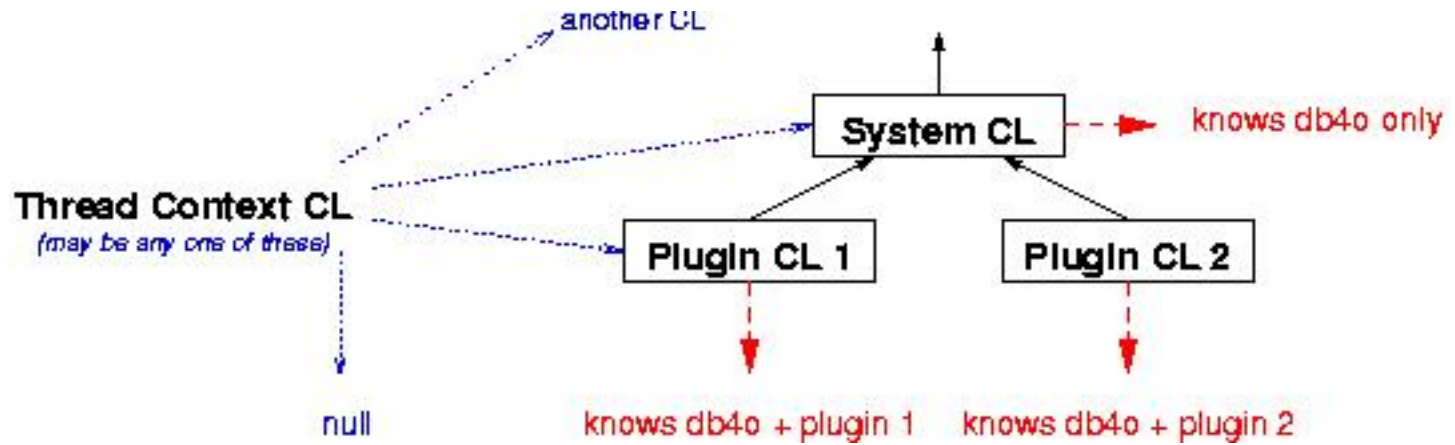 another CL
System CL
knows db4o only
Thread Context CL
(may be any one of these)
PlugIn CL 1
PlugIn CL 2
null
knows db4o + plugin 1
knows db4o + plugin 2